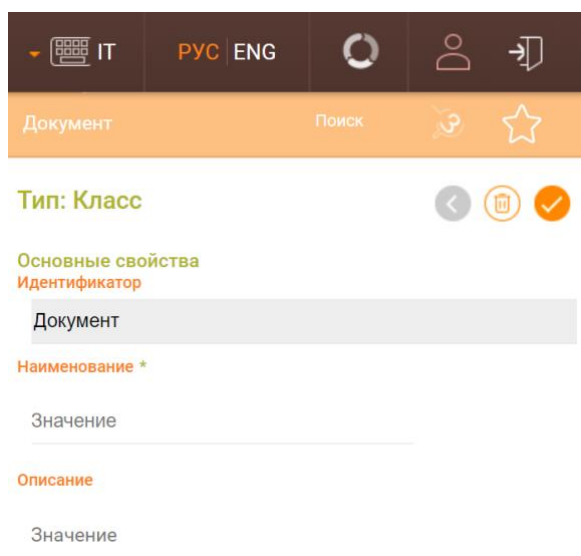 IT РУС ENG
Документ Поиск
Тип: Класс
Основные свойства
Идентификатор
Документ
Наименование *
Значение
Описание
Значение